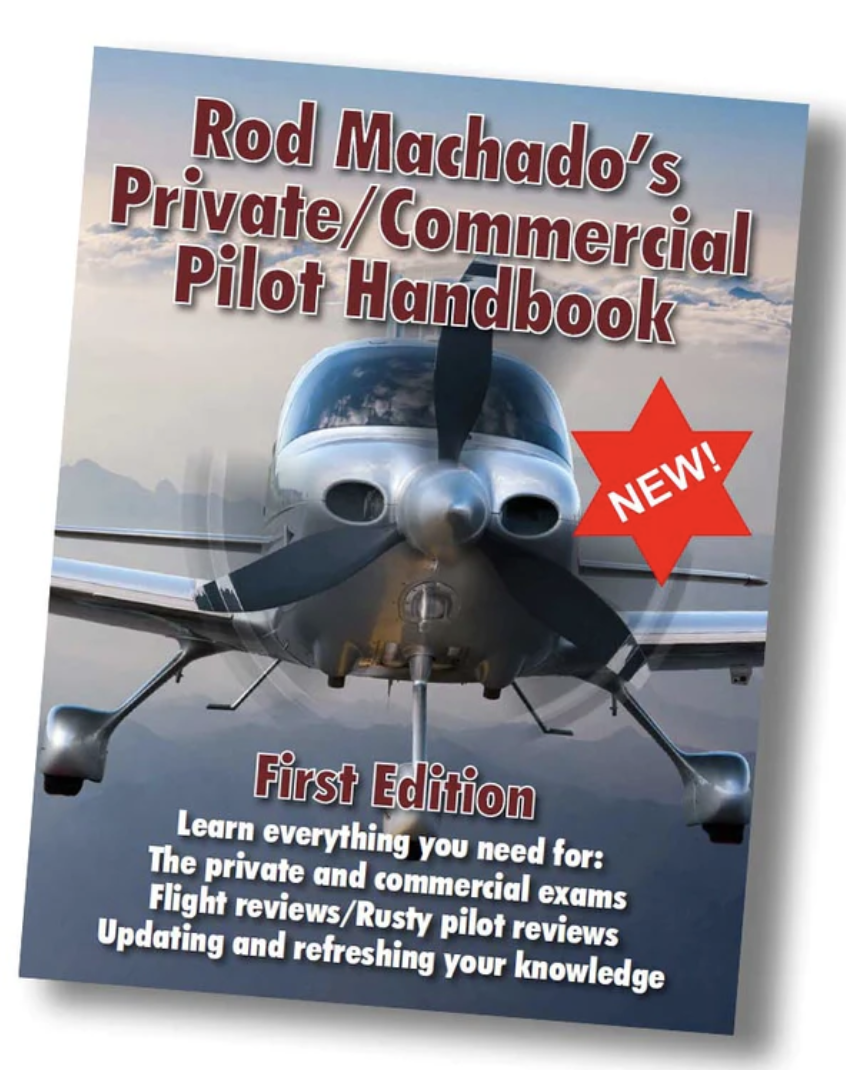 Rod Machado's
Private/Commercial
Pilot Handbook
NEW!
First Edition
Learn everything you need for:
The private and commercial exams
Flight reviews/Rusty pilot reviews
Updating and refreshing your knowledge